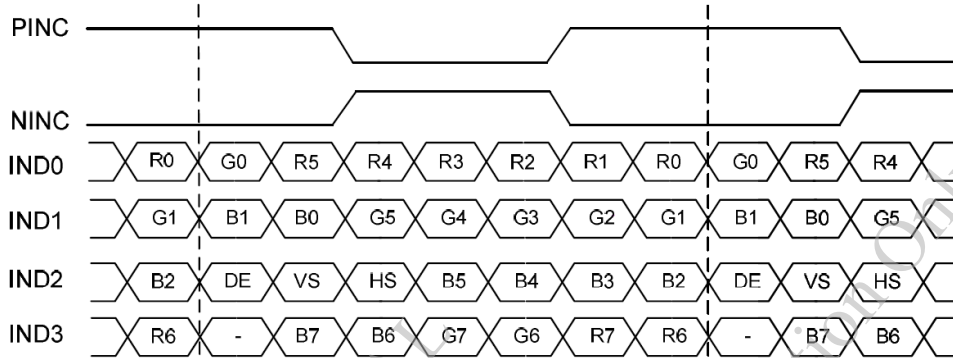 PINC
NINC
IND0 R0 G0 R5 R4 R3 R2 R1 R0 G0 R5 R4
IND1 G1 B1 B0 G5 G4 G3 G2 G1 B1 B0 G5
IND2 B2 DE VS HS B5 B4 B3 B2 DE VS HS
IND3 R6 - B7 B6 G7 G6 R7 R6 - B7 B6